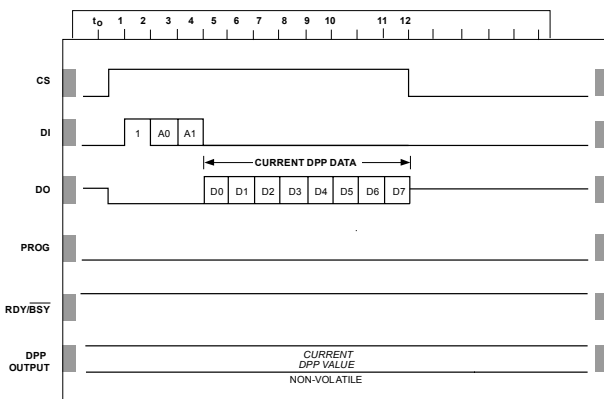 to 1 2 3 4 5 6 7 8 9 10 11 12
CS
DI 1 A0 A1
CURRENT DPP DATA
DO D0 D1 D2 D3 D4 D5 D6 D7
PROG
RDY/BSY
DPP OUTPUT
CURRENT
DPP VALUE
NON-VOLATILE